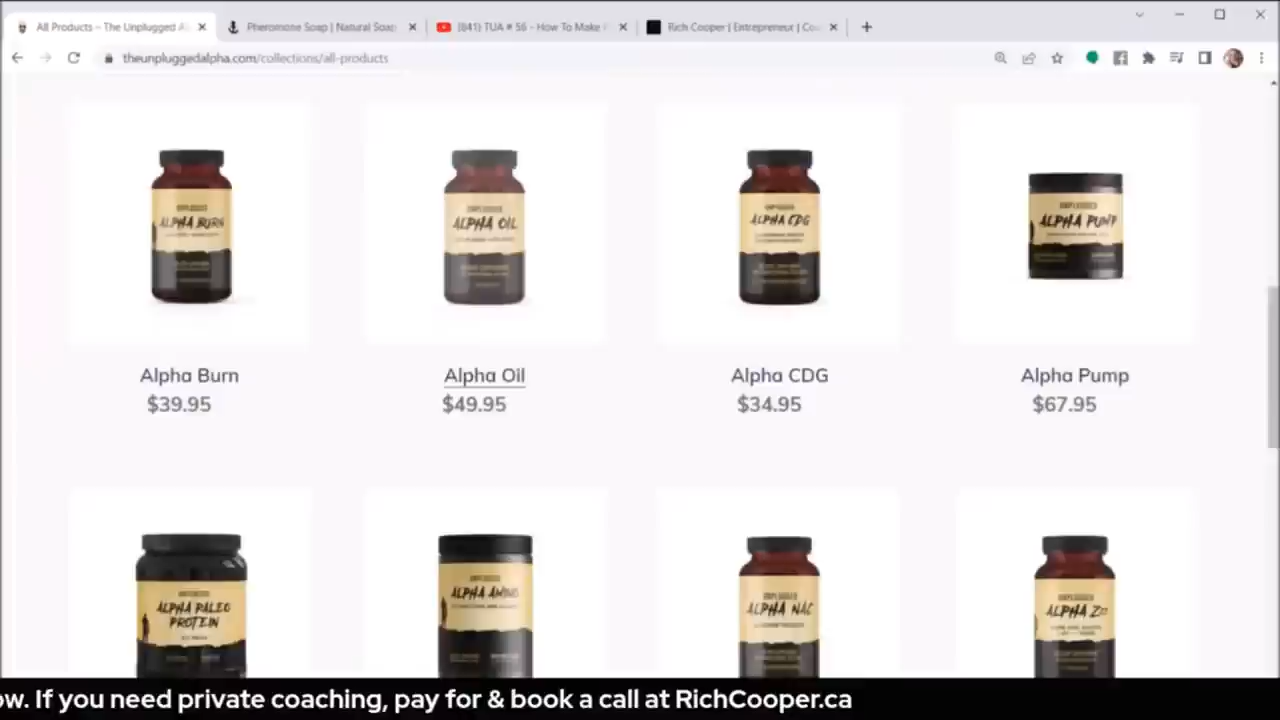 All Products – The Unplugged Al
Pheromone Soap | Natural Soap
(841) TUA # 56 - How To Make
Rich Cooper | Entrepreneur | Co
theunpluggedalpha.com/collections/all-products
UNPLUGGED
ALPHA BURN
ALPHA OIL
ALPHA CDG
ALPHA PUMP
Alpha Burn
Alpha Oil
Alpha CDG
Alpha Pump
$39.95
$49.95
$34.95
$67.95
ALPHA PALEO
PROTEIN
ALPHA AMINO
ALPHA NAC
ALPHA
ow. If you need private coaching, pay for & book a call at RichCooper.ca